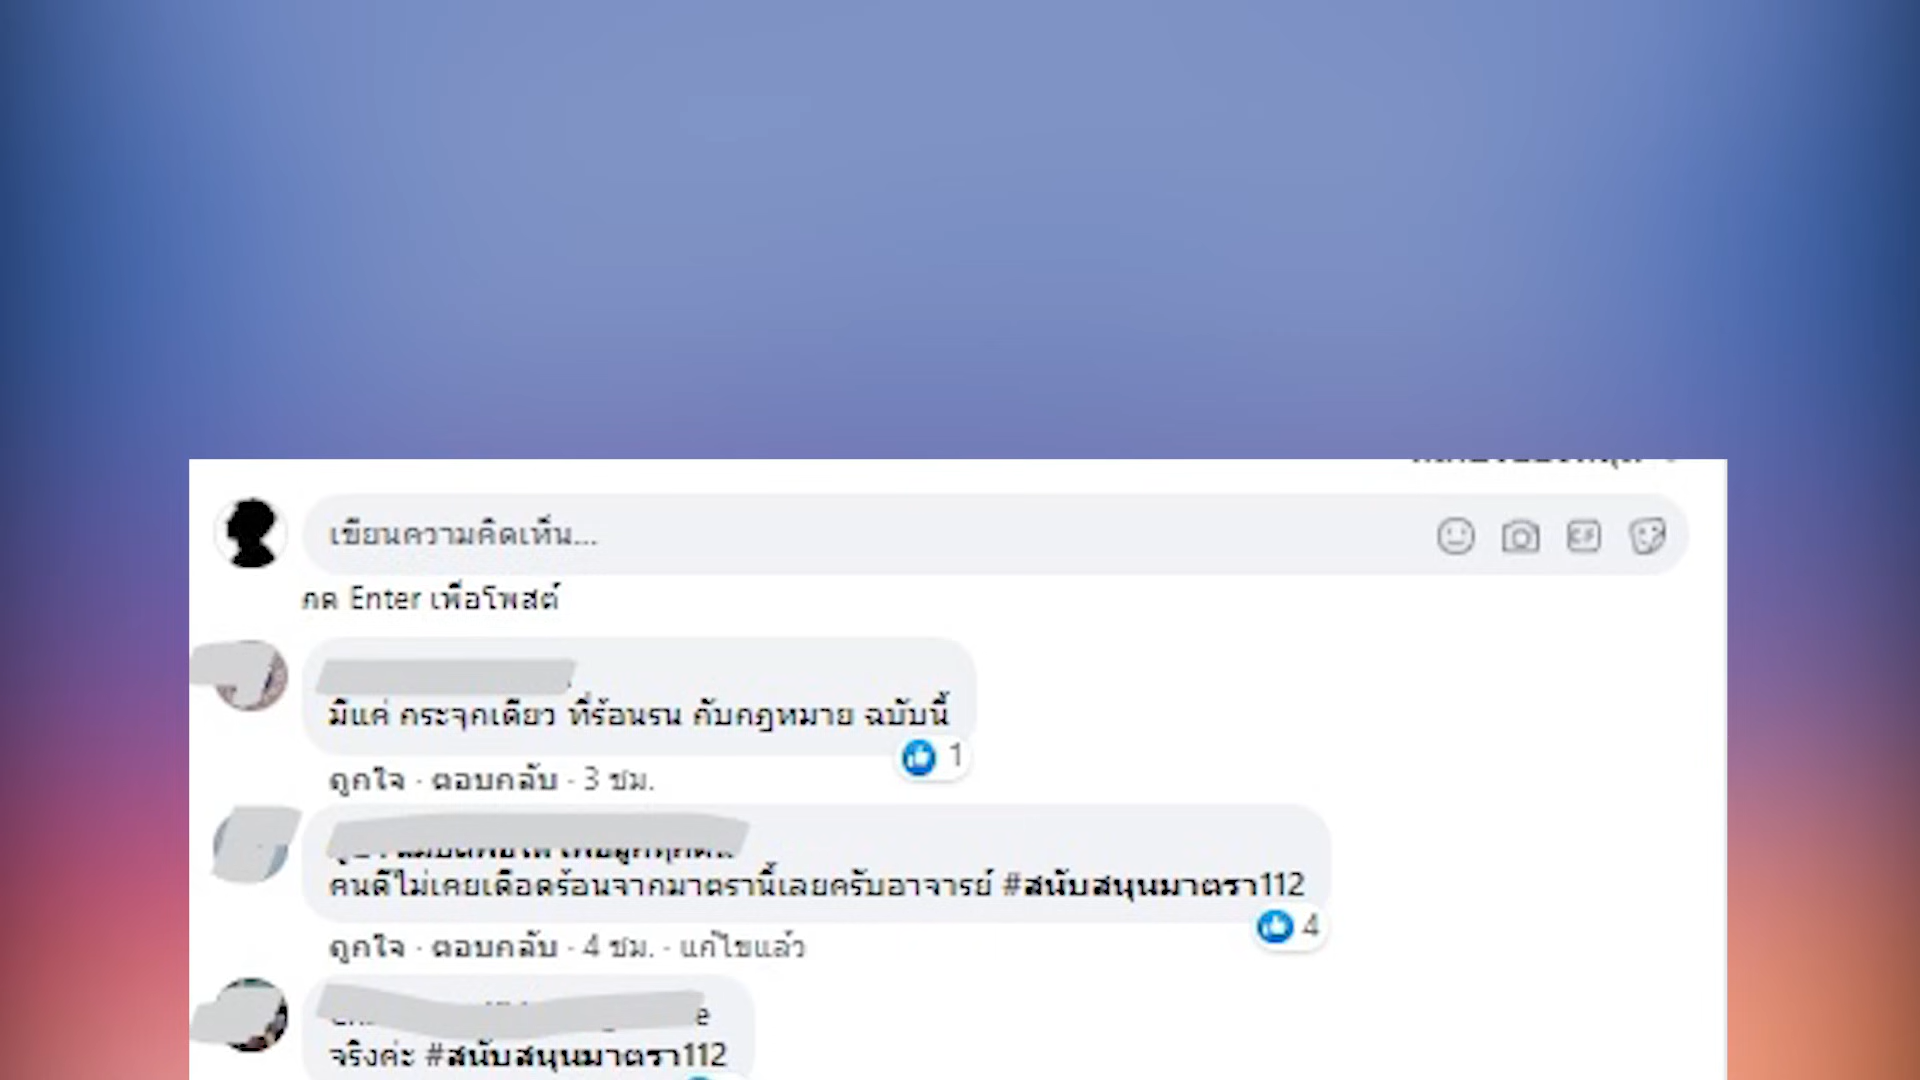 เขียนความคิดเห็น...
กด Enter เพื่อโพสต์
มีแค่ กระจุกเดียว ที่ร้อนรน กับกฎหมาย ฉบับนี้
1
ถูกใจ · ตอบกลับ · 3 ชม.
คนดีไม่เคยเดือดร้อนจากมาตรานี้เลยครับอาจารย์ #สนับสนุนมาตรา112
4
ถูกใจ · ตอบกลับ · 4 ชม. · แก้ไขแล้ว
จริงค่ะ #สนับสนุนมาตรา112